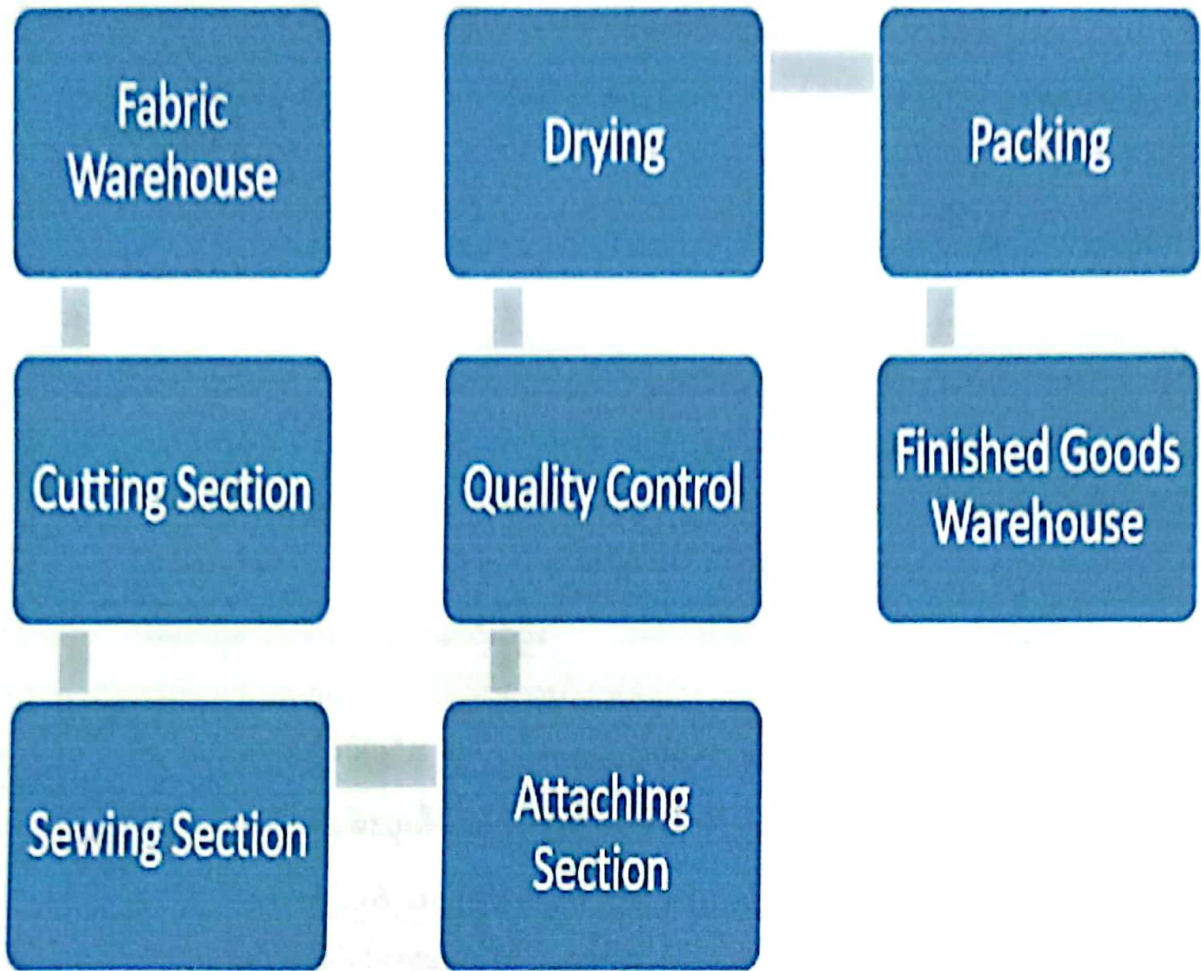 Fabric
Warehouse
Cutting Section
Sewing Section
Attaching
Section
Quality Control
Drying
Packing
Finished Goods
Warehouse